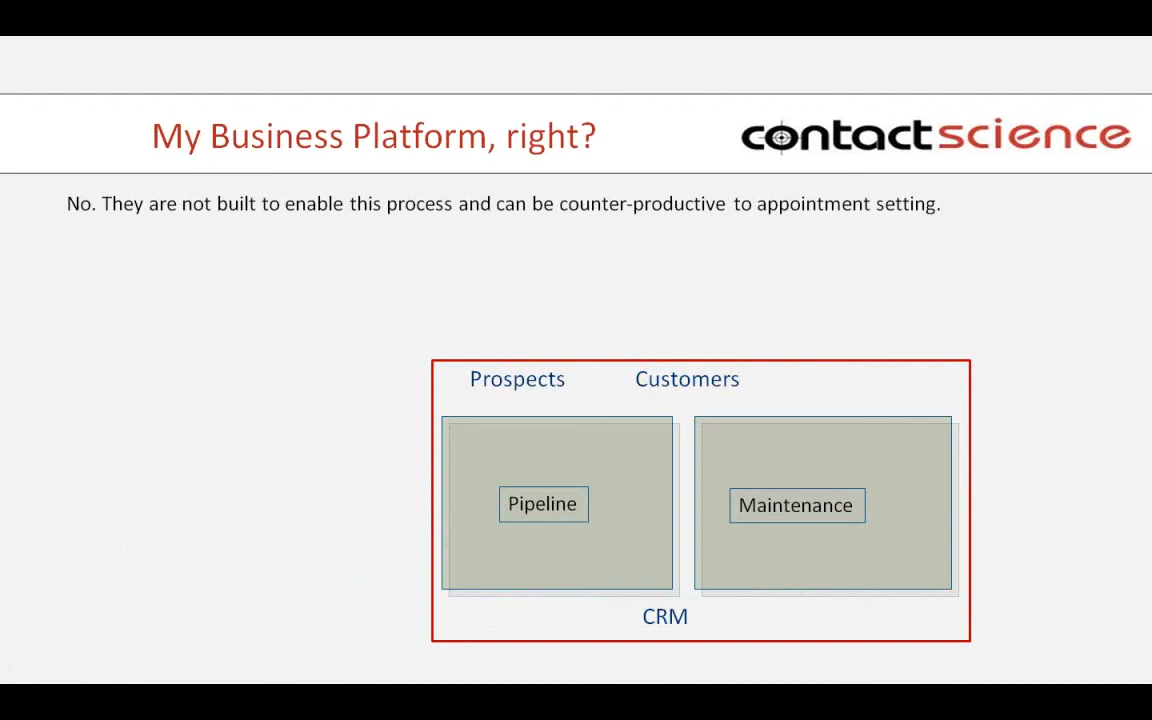 My Business Platform, right?
contactscience
No. They are not built to enable this process and can be counter-productive to appointment setting.
Prospects Customers
Pipeline Maintenance
CRM